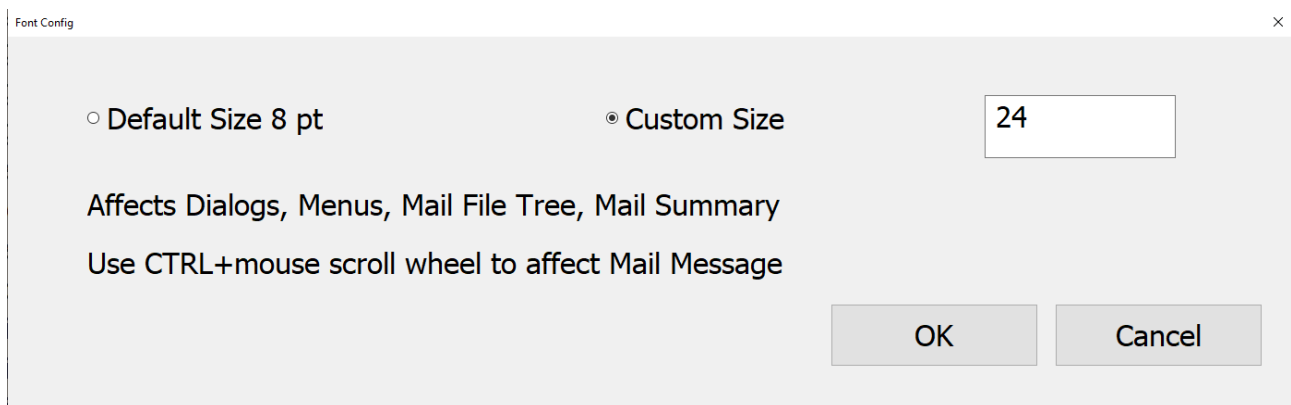 Font Config
Default Size 8 pt Custom Size 24
Affects Dialogs, Menus, Mail File Tree, Mail Summary
Use CTRL+mouse scroll wheel to affect Mail Message
OK Cancel